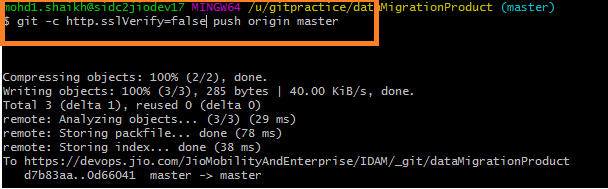 mohd1.shaikh@sidc2jiodev17 MINGW64 /u/gitpractice/dataMigrationProduct (master)
$ git -c http.sslVerify=false push origin master
Compressing objects: 100% (2/2), done.
Writing objects: 100% (3/3), 285 bytes | 40.00 KiB/s, done.
Total 3 (delta 1), reused 0 (delta 0)
remote: Analyzing objects... (3/3) (29 ms)
remote: Storing packfile... done (78 ms)
remote: Storing index... done (38 ms)
To https://devops.jio.com/JioMobilityAndEnterprise/IDAM/_git/dataMigrationProduct
d7b83aa..0d66041 master -> master